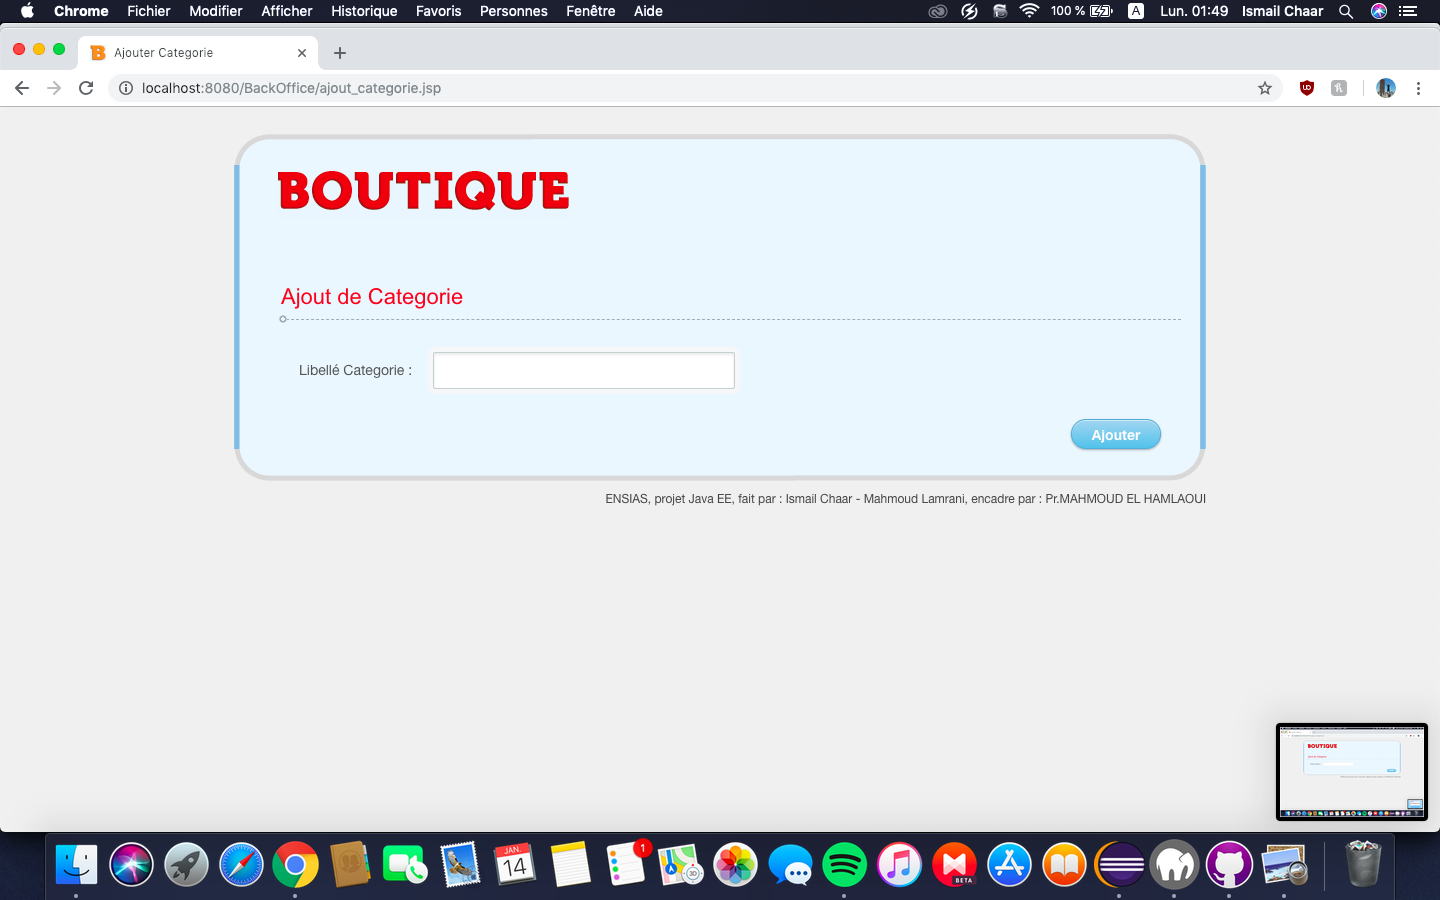 Chrome Fichier Modifier Afficher Historique Favoris Personnes Fenêtre Aide 100 % A Lun. 01:49 Ismail Chaar
Ajouter Categorie
localhost:8080/BackOffice/ajout_categorie.jsp
BOUTIQUE
Ajout de Categorie
Libellé Categorie :
Ajouter
ENSIAS, projet Java EE, fait par : Ismail Chaar - Mahmoud Lamrani, encadre par : Pr.MAHMOUD EL HAMLAOUI
BOUTIQUE
JAN.
14
1
3D
BETA